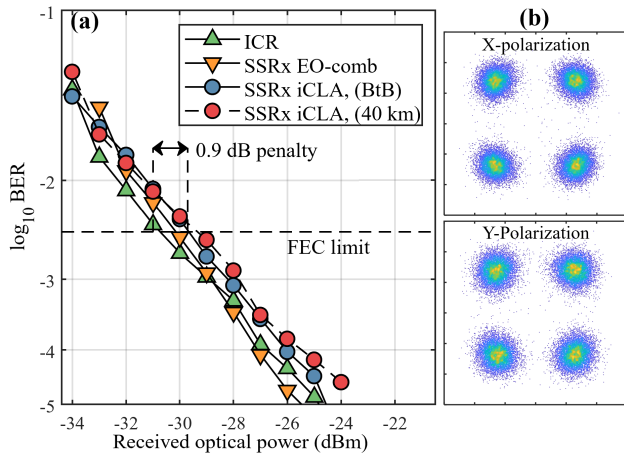 (a)
ICR
SSRx EO-comb
SSRx iCLA, (BtB)
SSRx iCLA, (40 km)
0.9 dB penalty
FEC limit
log10 BER
-1
-2
-3
-4
-5
-34 -32 -30 -28 -26 -24 -22
Received optical power (dBm)
(b)
X-polarization
Y-Polarization